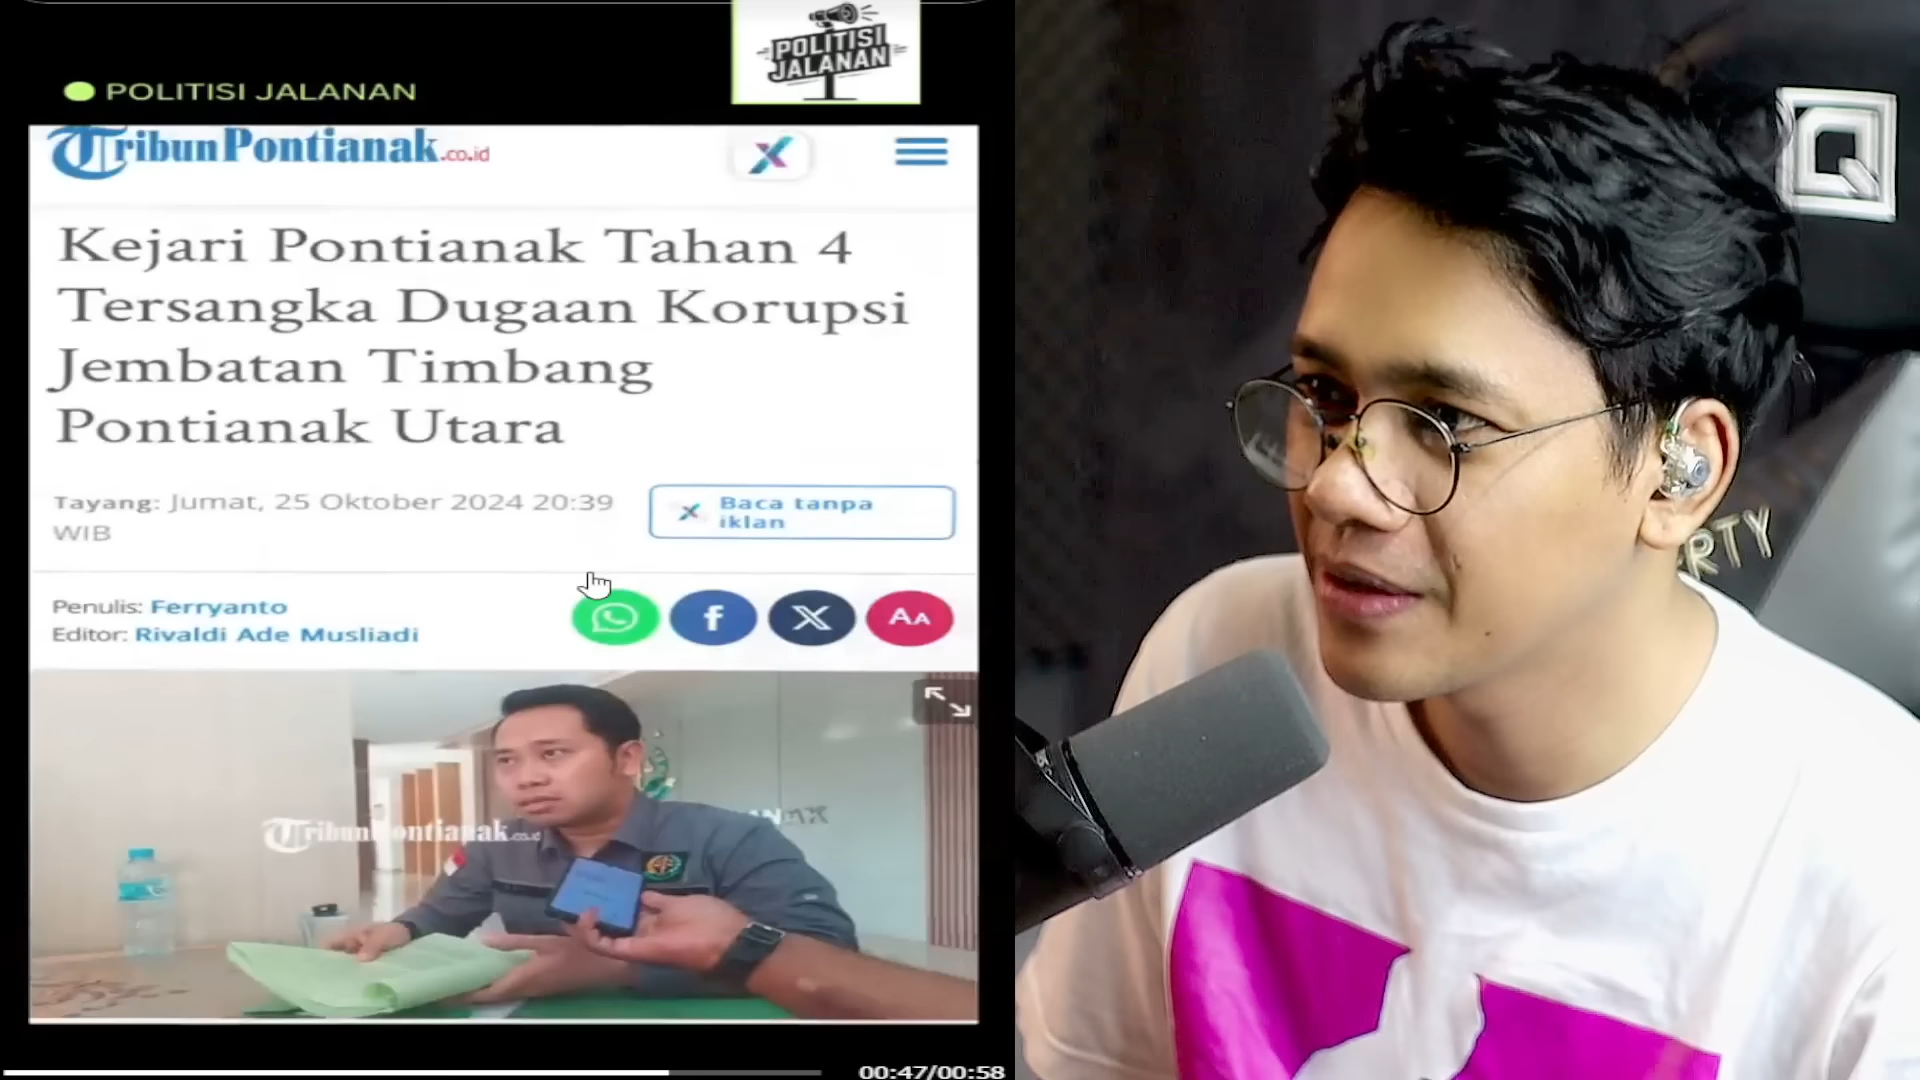 POLITISI
JALANAN
POLITISI JALANAN
TribunPontianak.co.id
Kejari Pontianak Tahan 4
Tersangka Dugaan Korupsi
Jembatan Timbang
Pontianak Utara
Tayang: Jumat, 25 Oktober 2024 20:39
WIB
Baca tanpa
iklan
Penulis: Ferryanto
Editor: Rivaldi Ade Musliadi
AA
TribunPontianak.co.id
RTY
00:47/00:58